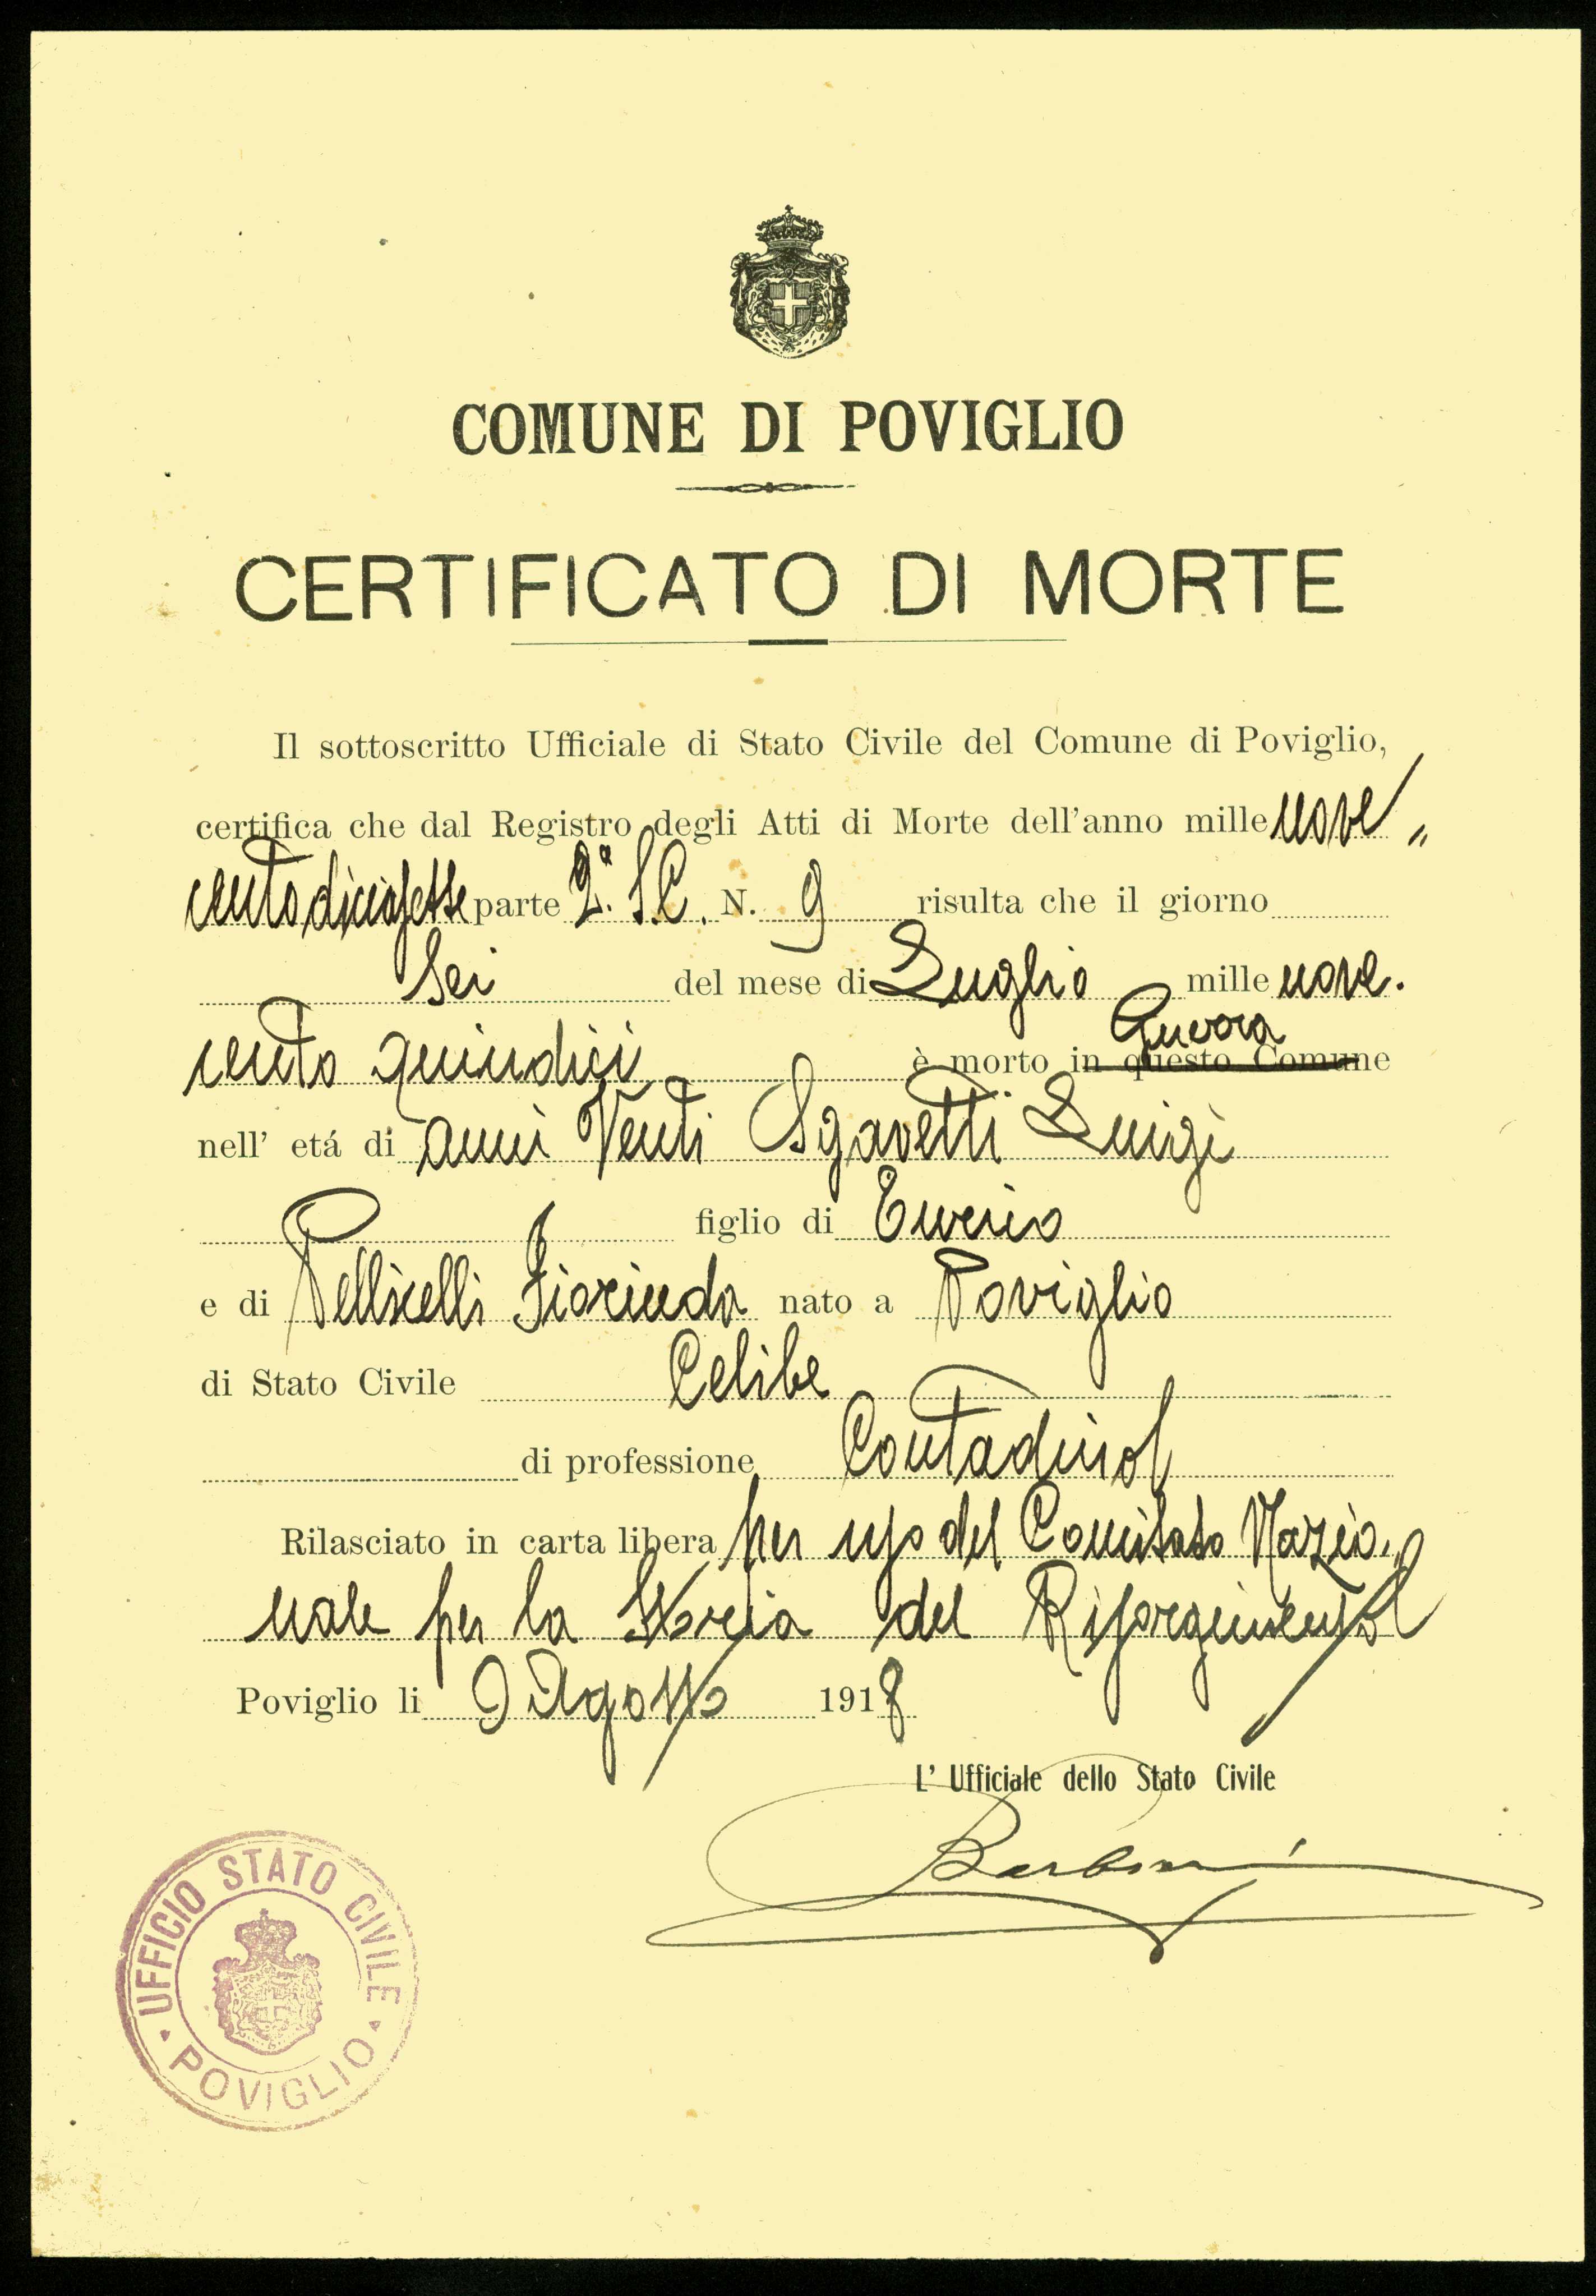 COMUNE DI POVIGLIO
CERTIFICATO DI MORTE
Il sottoscritto Ufficiale di Stato Civile del Comune di Poviglio,
certifica che dal Registro degli Atti di Morte dell'anno mille nove„
cento diciasette parte 2ª S.C. N. 9 risulta che il giorno
Sei del mese di Luglio mille nove.
Guerra
cento quindici è morto in questo Comune
nell' etá di anni Venti Sgavetti Luigi
figlio di
e di Pellicelli Fiorinda nato a Poviglio
di Stato Civile Celibe
di professione Contadino
Rilasciato in carta libera per uso del Comitato Nazio„
nale per la Storia del Risorgimento
Poviglio li 9 Agosto 1918
L' Ufficiale dello Stato Civile
UFFICIO STATO CIVILE
POVIGLIO